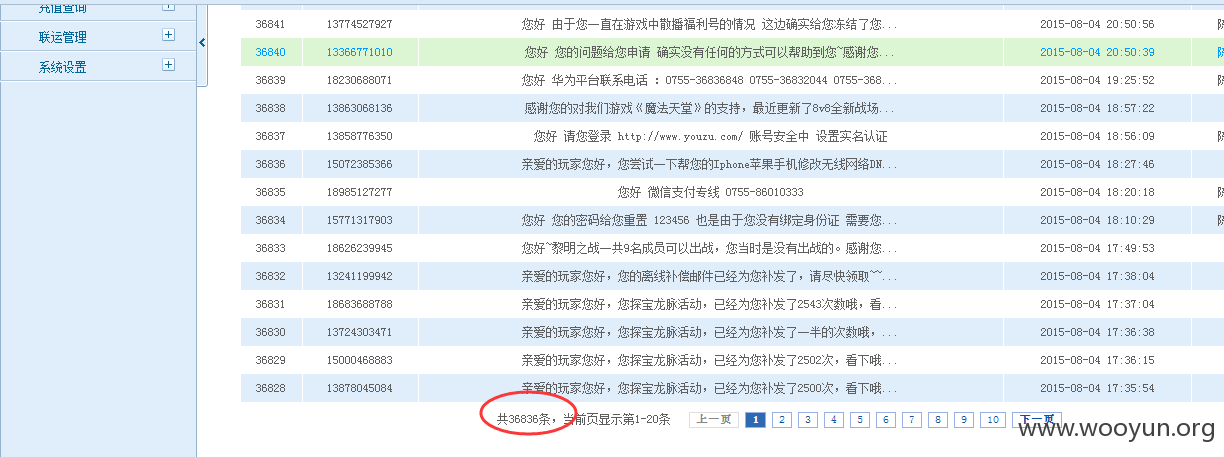 充值查询
联运管理
系统设置
36841 13774527927 您好 由于您一直在游戏中散播福利号的情况 这边确实给您冻结了您... 2015-08-04 20:50:56
36840 13366771010 您好 您的问题给您申请 确实没有任何的方式可以帮助到您~感谢您... 2015-08-04 20:50:39
36839 18230688071 您好 华为平台联系电话 : 0755-36836848 0755-36832044 0755-368... 2015-08-04 19:25:52
36838 13863068136 感谢您的对我们游戏《魔法天堂》的支持，最近更新了8v8全新战场... 2015-08-04 18:57:22
36837 13858776350 您好 请您登录 http://www.youzu.com/ 账号安全中 设置实名认证 2015-08-04 18:56:09
36836 15072385366 亲爱的玩家您好，您尝试一下帮您的Iphone苹果手机修改无线网络DN... 2015-08-04 18:27:46
36835 18985127277 您好 微信支付专线 0755-86010333 2015-08-04 18:20:18
36834 15771317903 您好 您的密码给您重置 123456 也是由于您没有绑定身份证 需要您... 2015-08-04 18:10:29
36833 18626239945 您好~黎明之战一共9名成员可以出战，您当时是没有出战的。感谢您... 2015-08-04 17:49:53
36832 13241199942 亲爱的玩家您好，您的离线补偿邮件已经为您补发了，请尽快领取~~... 2015-08-04 17:38:04
36831 18683688788 亲爱的玩家您好，您探宝龙脉活动，已经为您补发了2543次数哦，看... 2015-08-04 17:37:04
36830 13724303471 亲爱的玩家您好，您探宝龙脉活动，已经为您补发了一半的次数哦，... 2015-08-04 17:36:38
36829 15000468883 亲爱的玩家您好，您探宝龙脉活动，已经为您补发了2502次，看下哦... 2015-08-04 17:36:15
36828 13878045084 亲爱的玩家您好，您探宝龙脉活动，已经为您补发了2500次，看下哦... 2015-08-04 17:35:54
共36836条，当前页显示第1-20条 上一页 1 2 3 4 5 6 7 8 9 10 下一页
www.wooyun.org